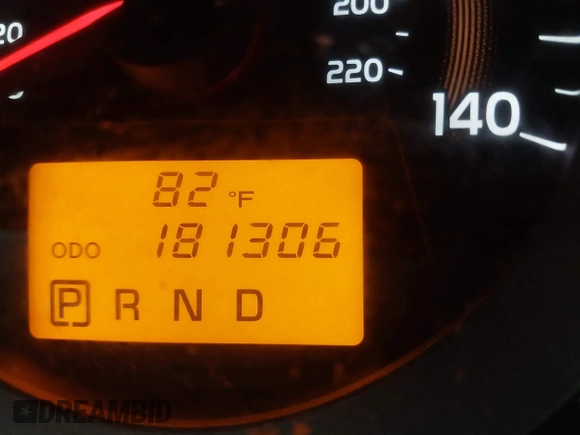 20
200
220
140
82 °F
ODO 181306
P R N D
DREAMBID